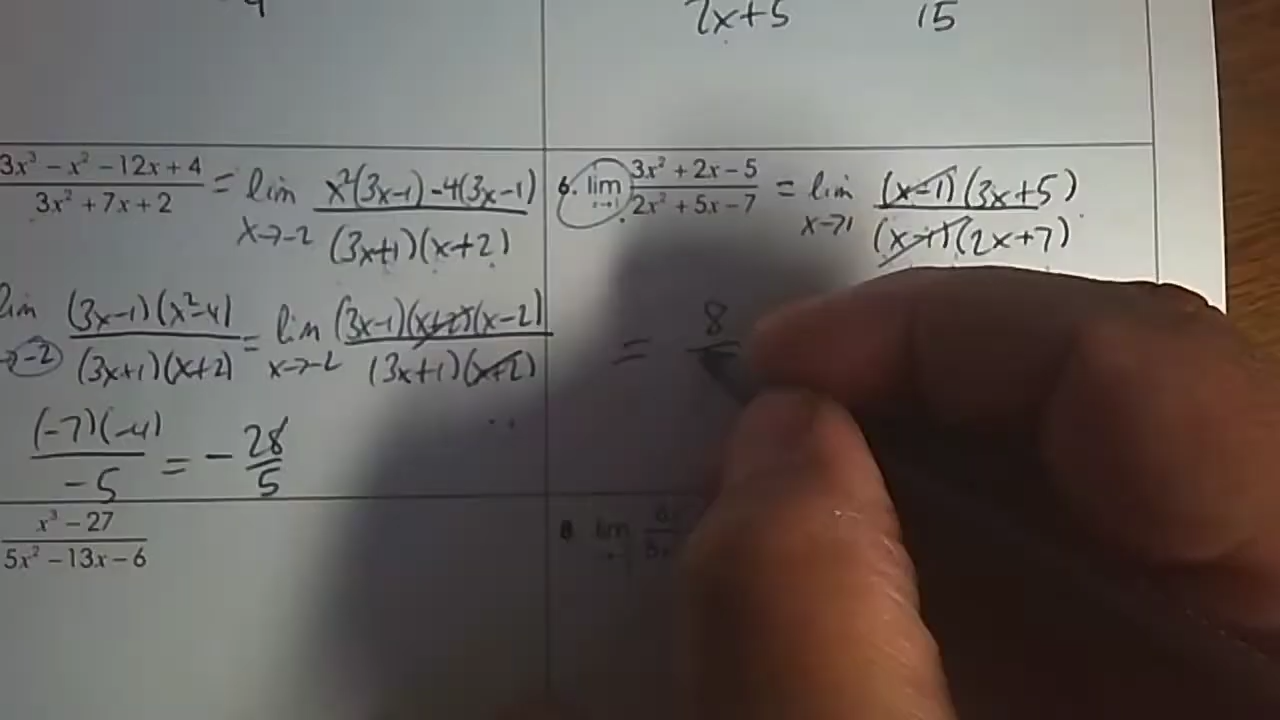 2x+5 15
3x³ − x² − 12x + 4 / 3x² + 7x + 2 = lim x→-2 x²(3x-1)-4(3x-1) / (3x+1)(x+2)
(3x-1)(x²-4) / (3x+1)(x+2) = lim x→-2 (3x-1)(x+2)(x-2) / (3x+1)(x+2)
(-7)(-4) / -5 = - 28/5
x³ − 27 / 5x² − 13x − 6
6. lim x→1 3x² + 2x − 5 / 2x² + 5x − 7 = lim x→1 (x-1)(3x+5) / (x-1)(2x+7)
= 8
8 lim